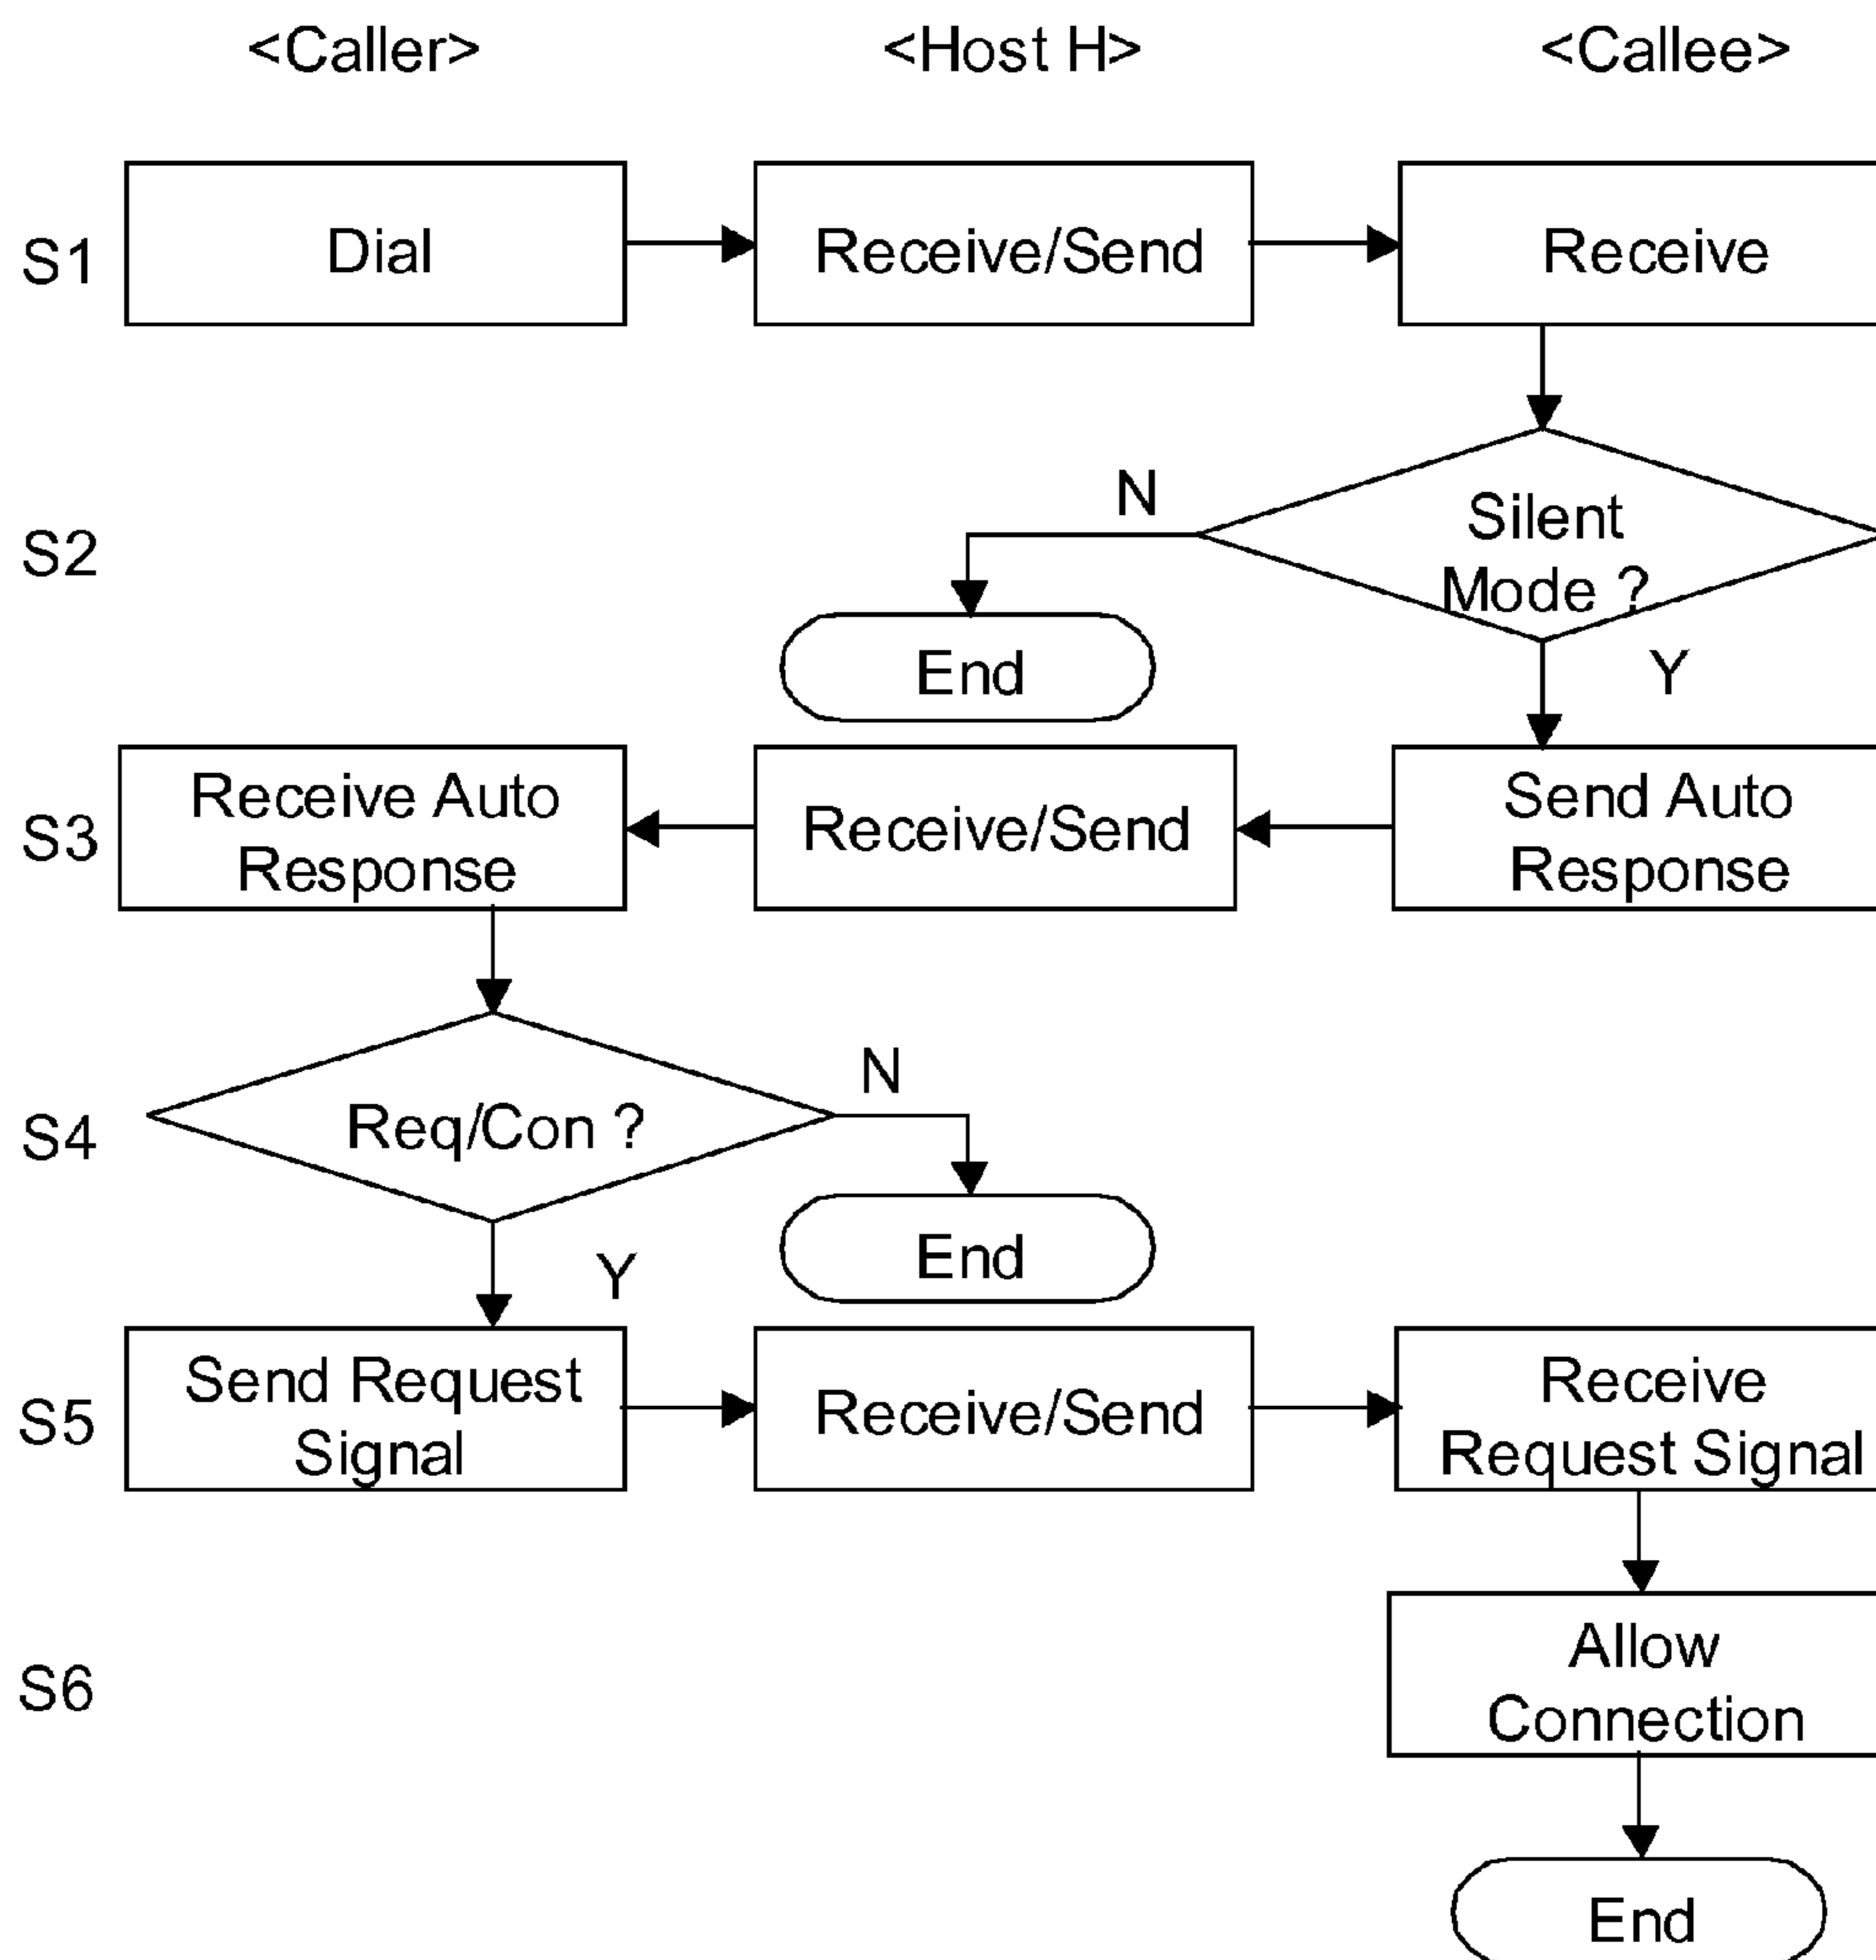 <Caller> <Host H> <Callee>
S1 Dial Receive/Send Receive
N Silent
S2 Mode ?
End Y
S3 Receive Auto Response Receive/Send Send Auto Response
N
S4 Req/Con ?
End
Y
S5 Send Request Signal Receive/Send Receive Request Signal
S6 Allow Connection
End